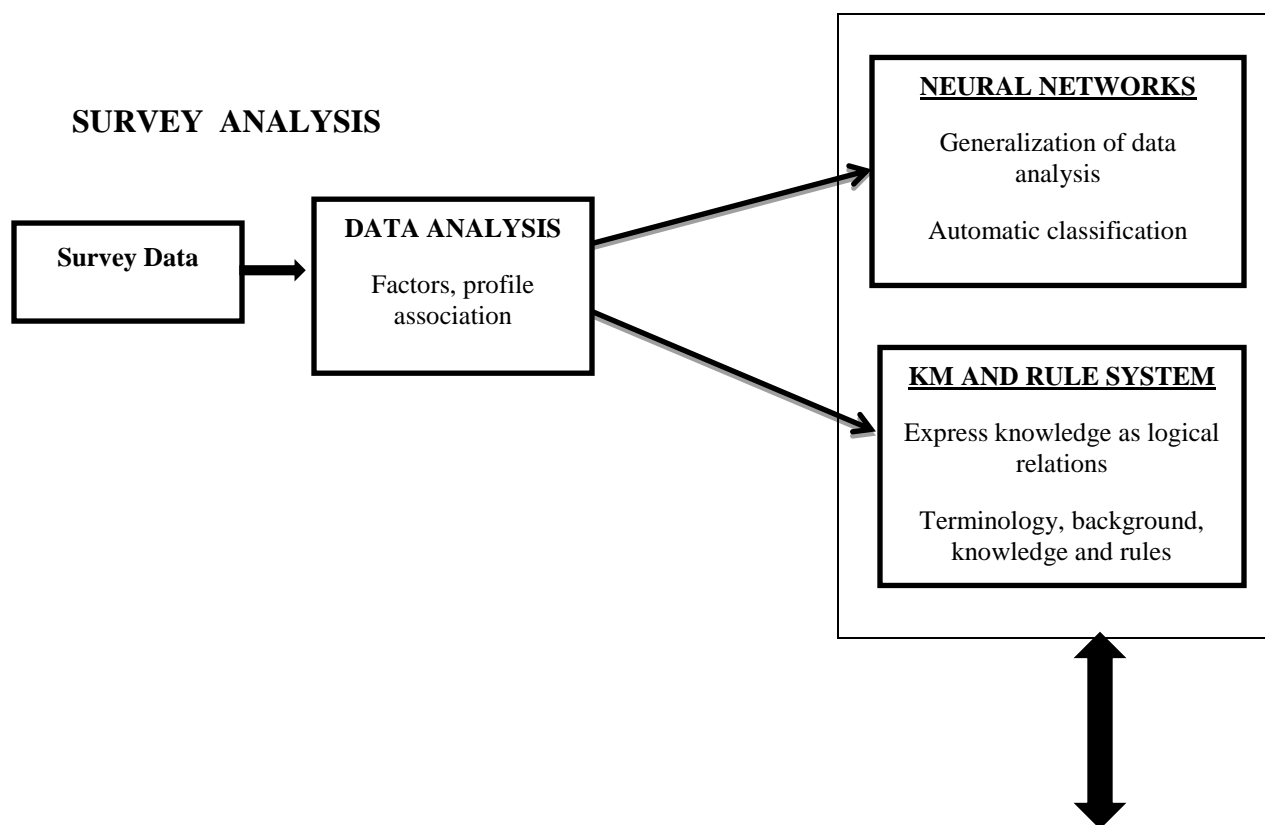 SURVEY ANALYSIS
Survey Data
DATA ANALYSIS
Factors, profile
association
NEURAL NETWORKS
Generalization of data
analysis
Automatic classification
KM AND RULE SYSTEM
Express knowledge as logical
relations
Terminology, background,
knowledge and rules